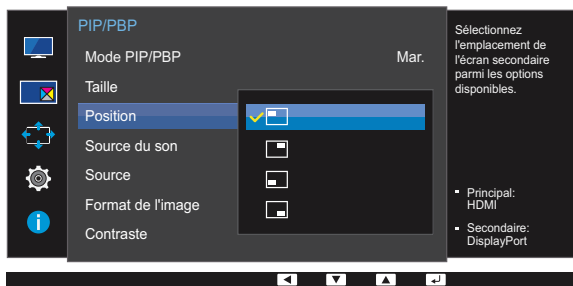 PIP/PBP
Mode PIP/PBP
Mar.
Taille
Position
Source du son
Source
Format de l'image
Contraste
Sélectionnez
l'emplacement de
l'écran secondaire
parmi les options
disponibles.
Principal:
HDMI
Secondaire:
DisplayPort